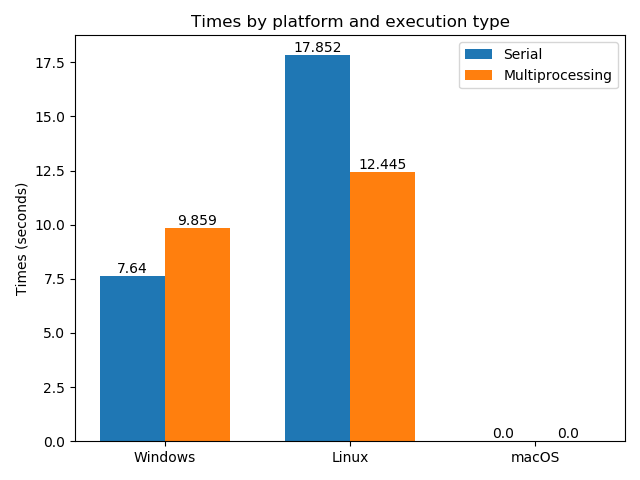 Times by platform and execution type
Serial
Multiprocessing
Times (seconds)
17.5
15.0
12.5
10.0
7.5
5.0
2.5
0.0
7.64
9.859
17.852
12.445
0.0
0.0
Windows
Linux
macOS